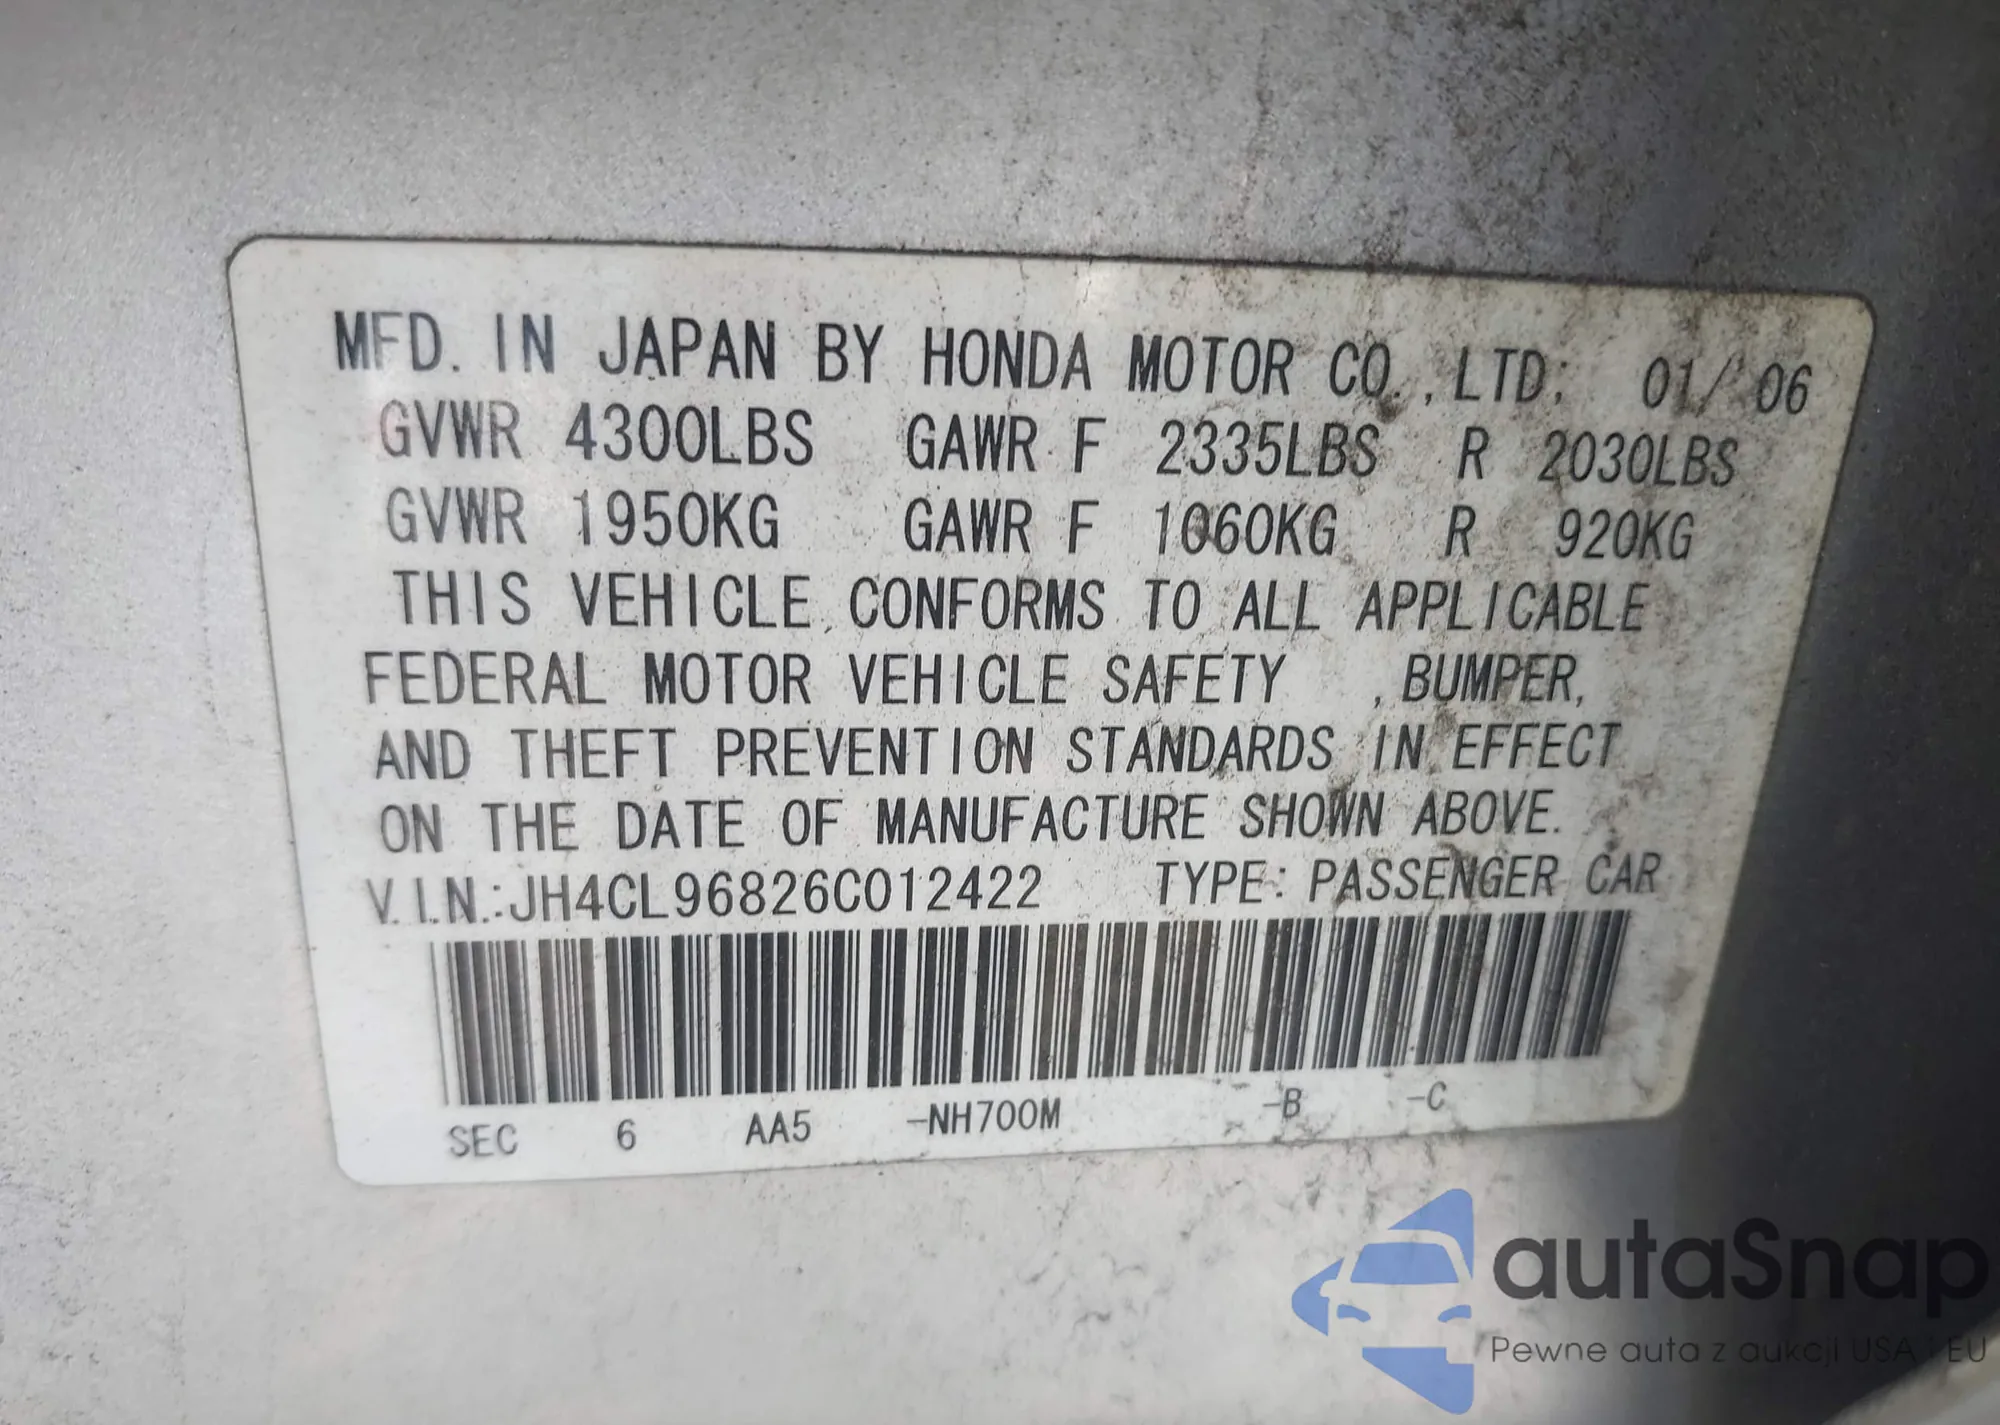 MFD. IN JAPAN BY HONDA MOTOR CO.,LTD; 01/ 06
GVWR 4300LBS GAWR F 2335LBS R 2030LBS
GVWR 1950KG GAWR F 1060KG R 920KG
THIS VEHICLE CONFORMS TO ALL APPLICABLE
FEDERAL MOTOR VEHICLE SAFETY ,BUMPER,
AND THEFT PREVENTION STANDARDS IN EFFECT
ON THE DATE OF MANUFACTURE SHOWN ABOVE.
V.I.N.:JH4CL96826C012422 TYPE: PASSENGER CAR
SEC 6 AA5 -NH700M -B -C
autaSnap
Pewne auta z aukcji USA i EU